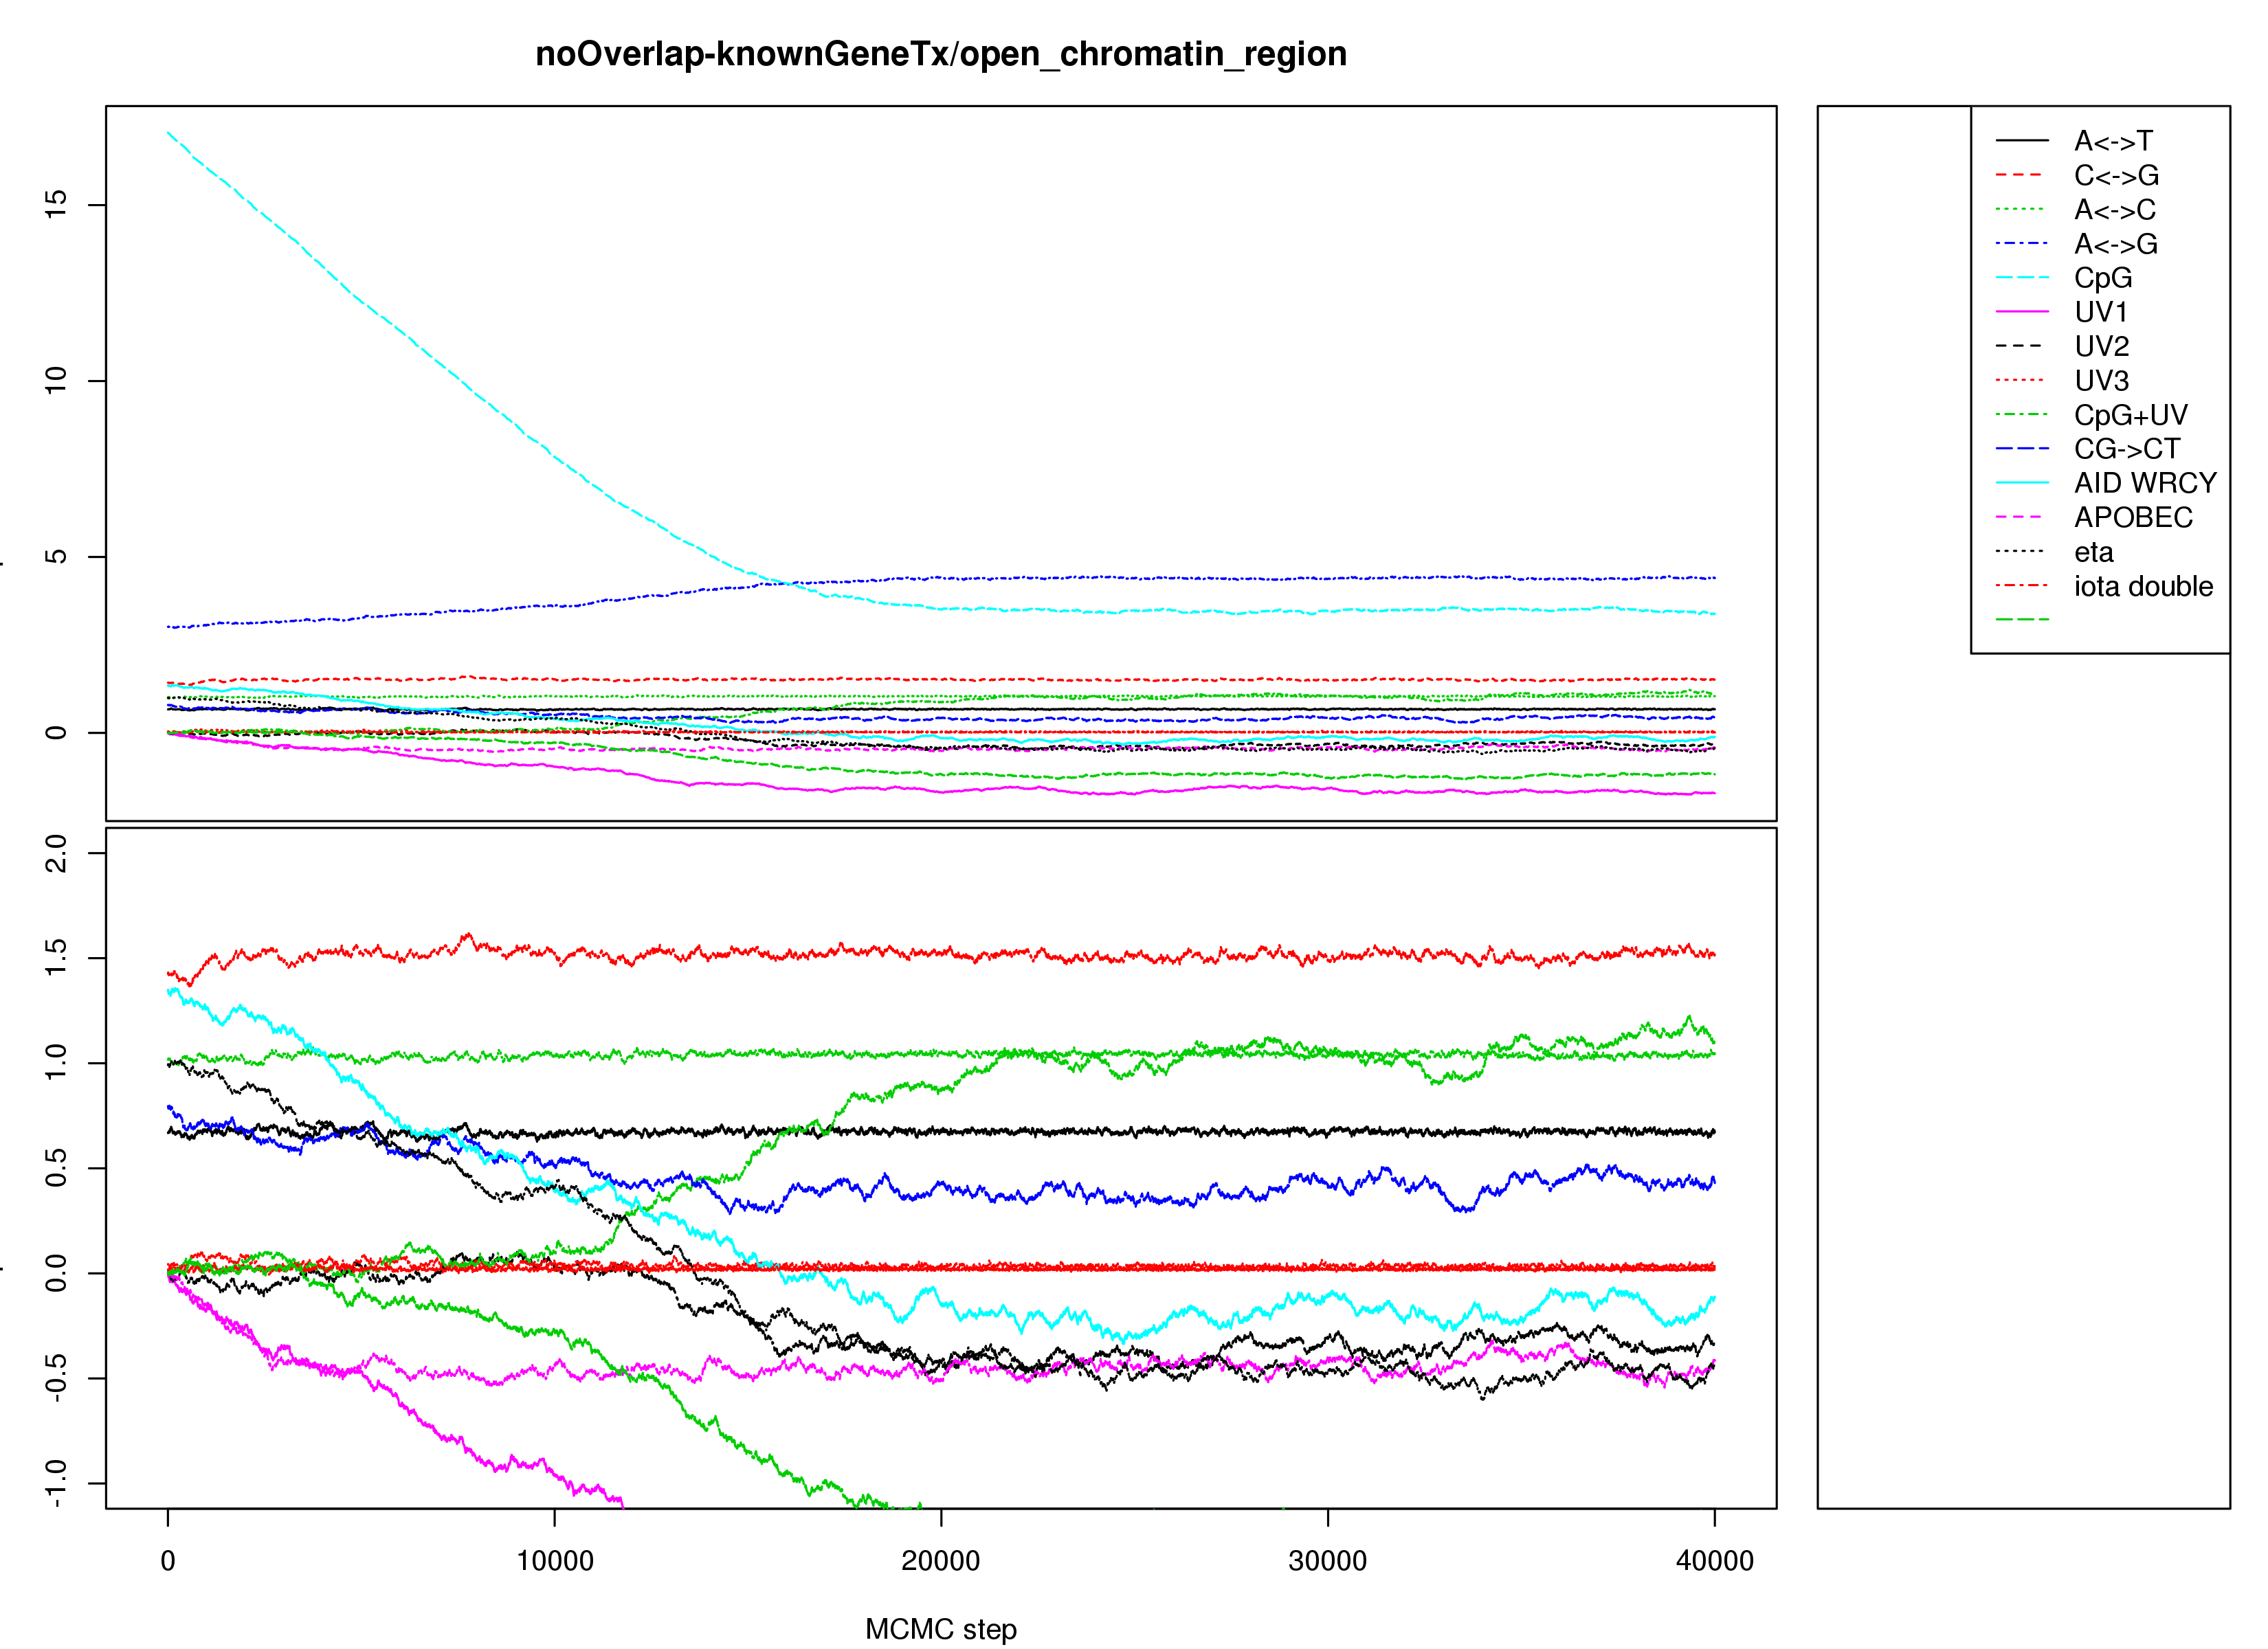 noOverlap-knownGeneTx/open_chromatin_region
15
10
5
0
2.0
1.5
1.0
0.5
0.0
-0.5
-1.0
0
10000
20000
30000
40000
MCMC step
A<->T
C<->G
A<->C
A<->G
CpG
UV1
UV2
UV3
CpG+UV
CG->CT
AID WRCY
APOBEC
eta
iota double